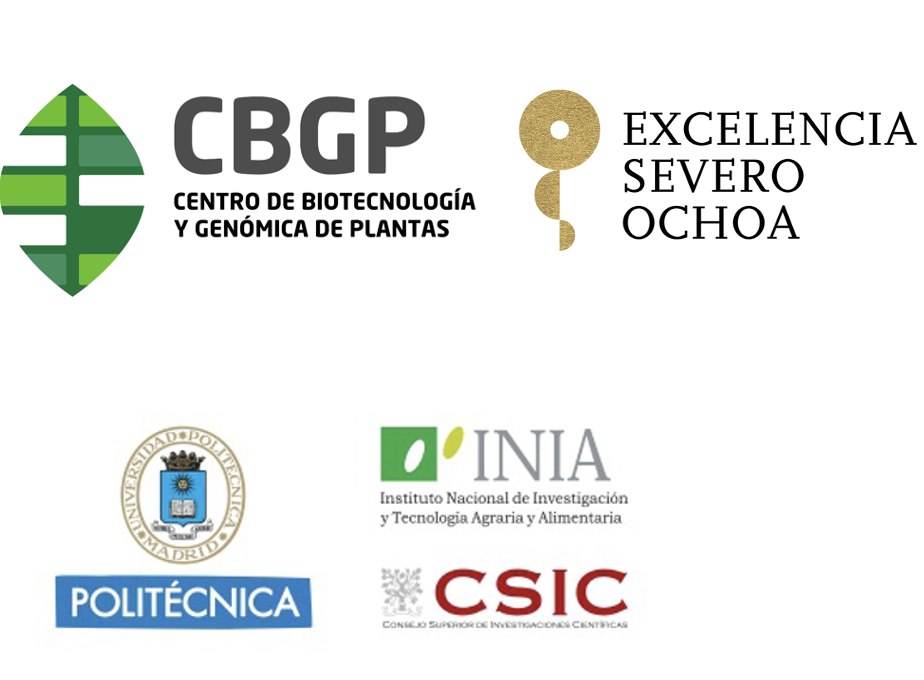 CBGP
CENTRO DE BIOTECNOLOGÍA
Y GENÓMICA DE PLANTAS
EXCELENCIA
SEVERO
OCHOA
UNIVERSIDAD POLITÉCNICA
MADRID
POLITÉCNICA
INIA
Instituto Nacional de Investigación
y Tecnología Agraria y Alimentaria
CSIC
CONSEJO SUPERIOR DE INVESTIGACIONES CIENTÍFICAS